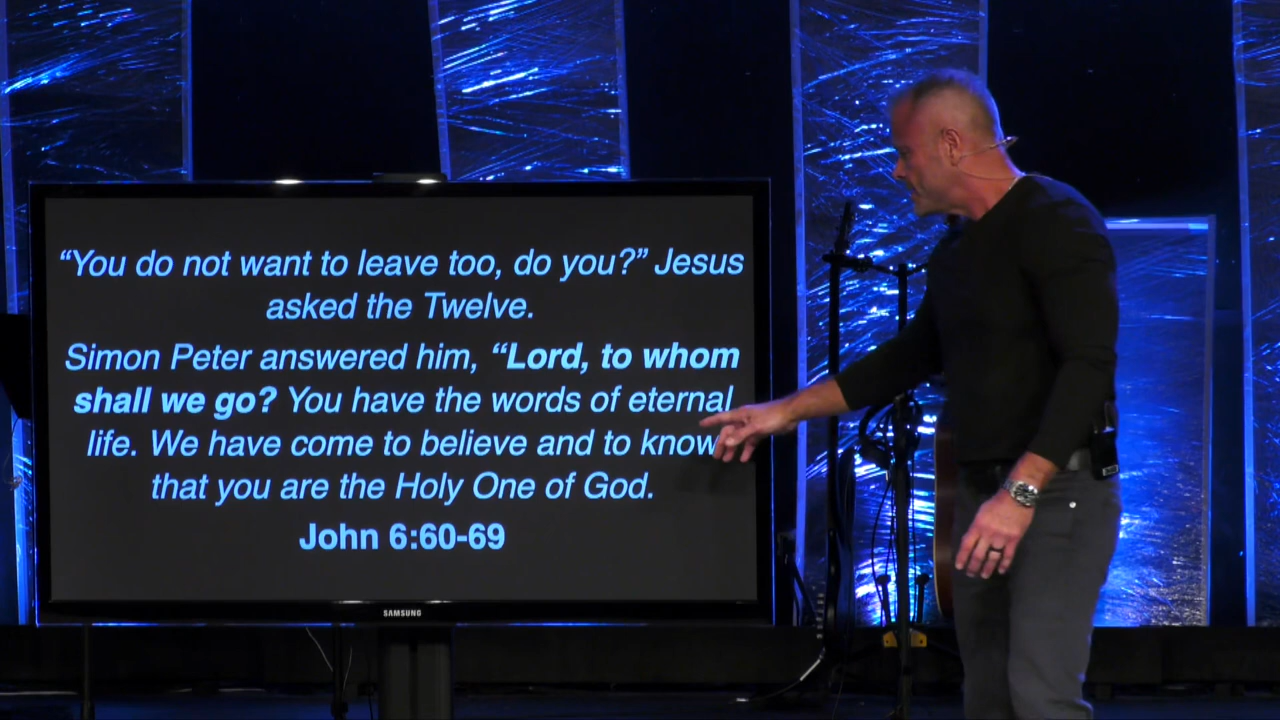 “You do not want to leave too, do you?” Jesus
asked the Twelve.
Simon Peter answered him, “Lord, to whom
shall we go? You have the words of eternal
life. We have come to believe and to know
that you are the Holy One of God.
John 6:60-69
SAMSUNG